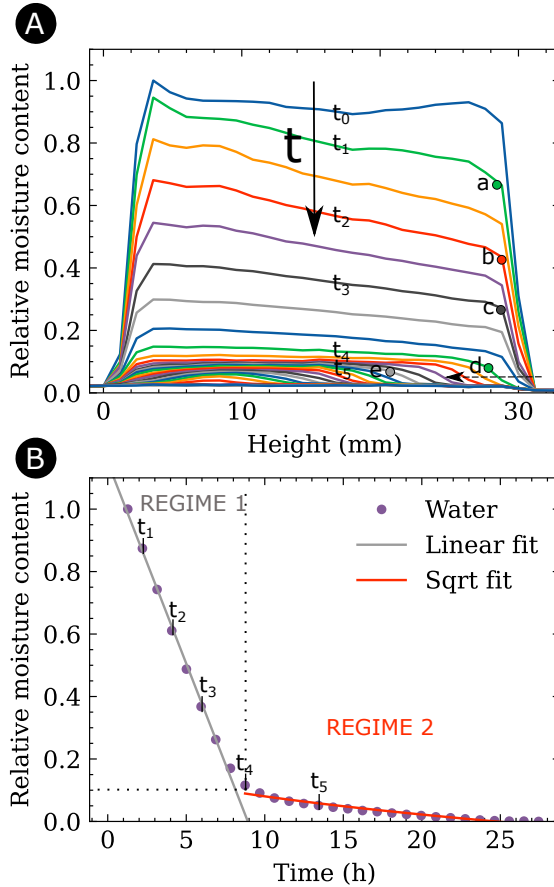 A
1.0
0.8
0.6
0.4
0.2
0.0
Relative moisture content
t
t₀
t₁
t₂
t₃
t₄
t₅
a
b
c
d
e
0 10 20 30
Height (mm)
B
1.0
0.8
0.6
0.4
0.2
0.0
Relative moisture content
REGIME 1
t₁
t₂
t₃
t₄
t₅
Water
Linear fit
Sqrt fit
REGIME 2
0 5 10 15 20 25
Time (h)